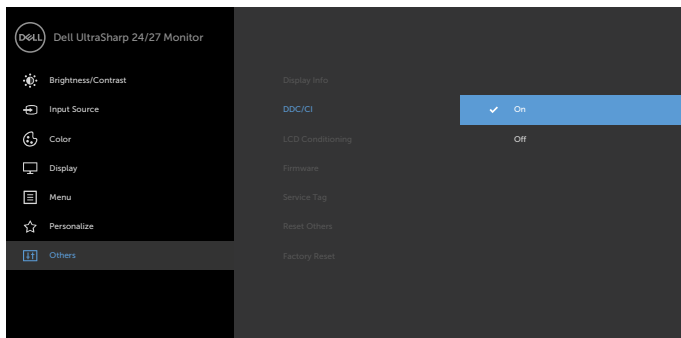 DELL Dell UltraSharp 24/27 Monitor
Brightness/Contrast
Display Info
Input Source
DDC/CI
On
Color
LCD Conditioning
Off
Display
Firmware
Menu
Service Tag
Personalize
Reset Others
Others
Factory Reset